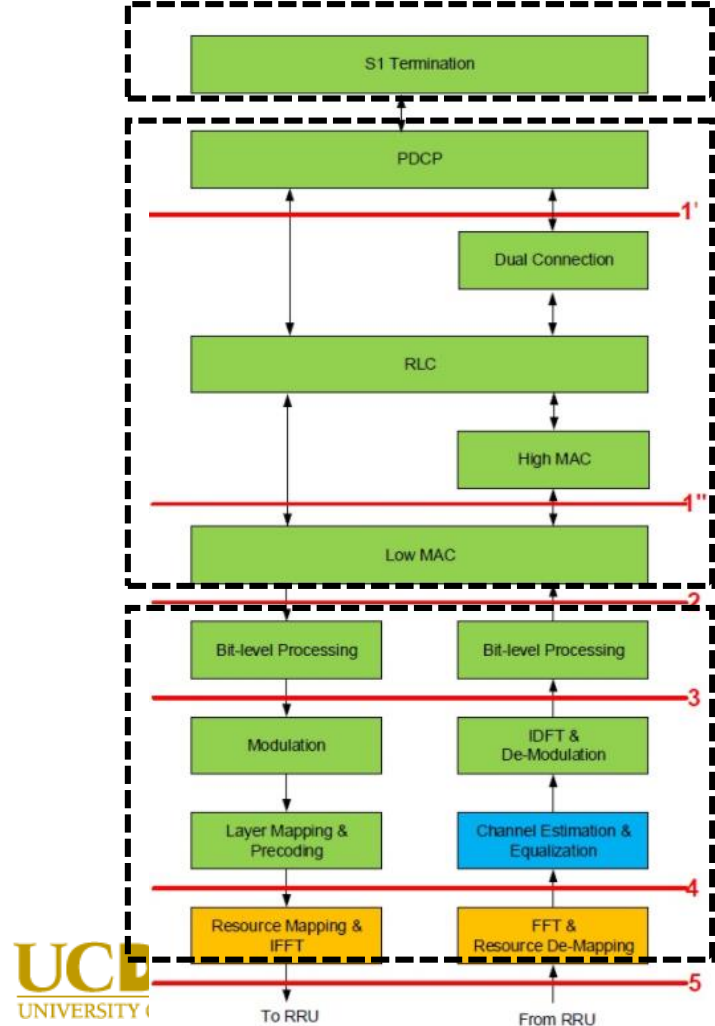 S1 Termination
PDCP
1'
Dual Connection
RLC
High MAC
1"
Low MAC
2
Bit-level Processing
Bit-level Processing
3
Modulation
IDFT &
De-Modulation
Layer Mapping &
Precoding
Channel Estimation &
Equalization
4
Resource Mapping &
IFFT
FFT &
Resource De-Mapping
UCD
UNIVERSITY
5
To RRU
From RRU